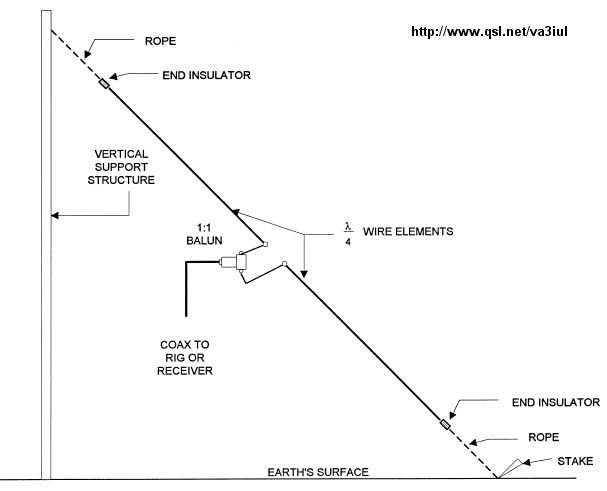 http://www.qsl.net/va3iul
ROPE
END INSULATOR
VERTICAL
SUPPORT
STRUCTURE
1:1
BALUN
λ
4
WIRE ELEMENTS
COAX TO
RIG OR
RECEIVER
END INSULATOR
ROPE
STAKE
EARTH'S SURFACE